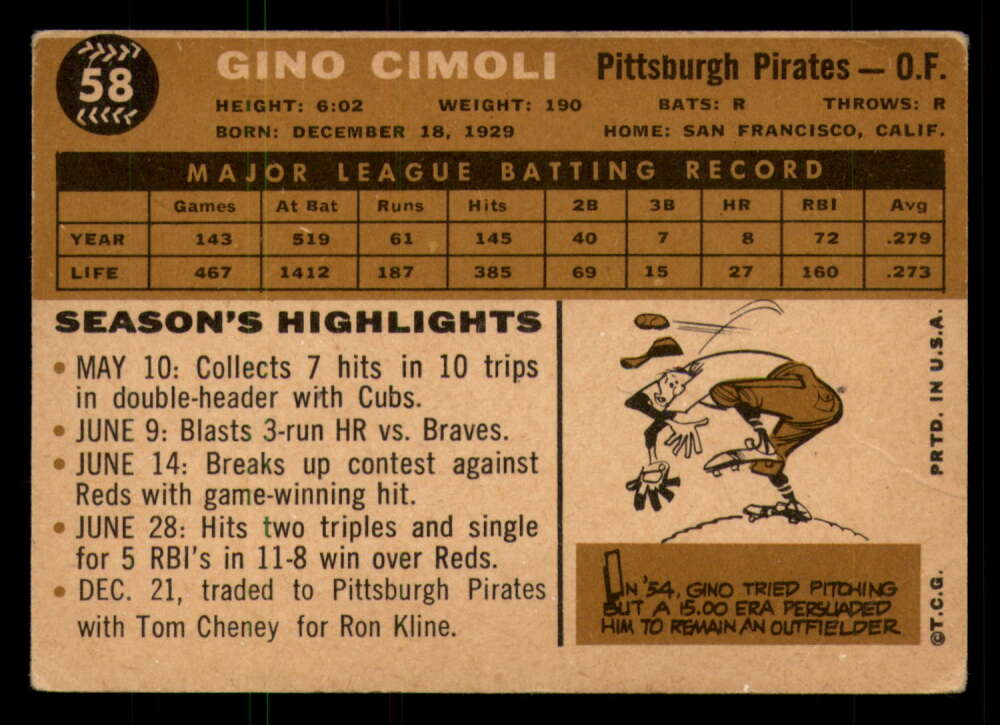 58
GINO CIMOLI
Pittsburgh Pirates — O.F.
HEIGHT: 6:02 WEIGHT: 190 BATS: R THROWS: R
BORN: DECEMBER 18, 1929 HOME: SAN FRANCISCO, CALIF.
MAJOR LEAGUE BATTING RECORD
Games At Bat Runs Hits 2B 3B HR RBI Avg
YEAR 143 519 61 145 40 7 8 72 .279
LIFE 467 1412 187 385 69 15 27 160 .273
SEASON'S HIGHLIGHTS
• MAY 10: Collects 7 hits in 10 trips
in double-header with Cubs.
• JUNE 9: Blasts 3-run HR vs. Braves.
• JUNE 14: Breaks up contest against
Reds with game-winning hit.
• JUNE 28: Hits two triples and single
for 5 RBI's in 11-8 win over Reds.
• DEC. 21, traded to Pittsburgh Pirates
with Tom Cheney for Ron Kline.
IN '54, GINO TRIED PITCHING
BUT A 15.00 ERA PERSUADED
HIM TO REMAIN AN OUTFIELDER.
©T.C.G. PRTD. IN U.S.A.